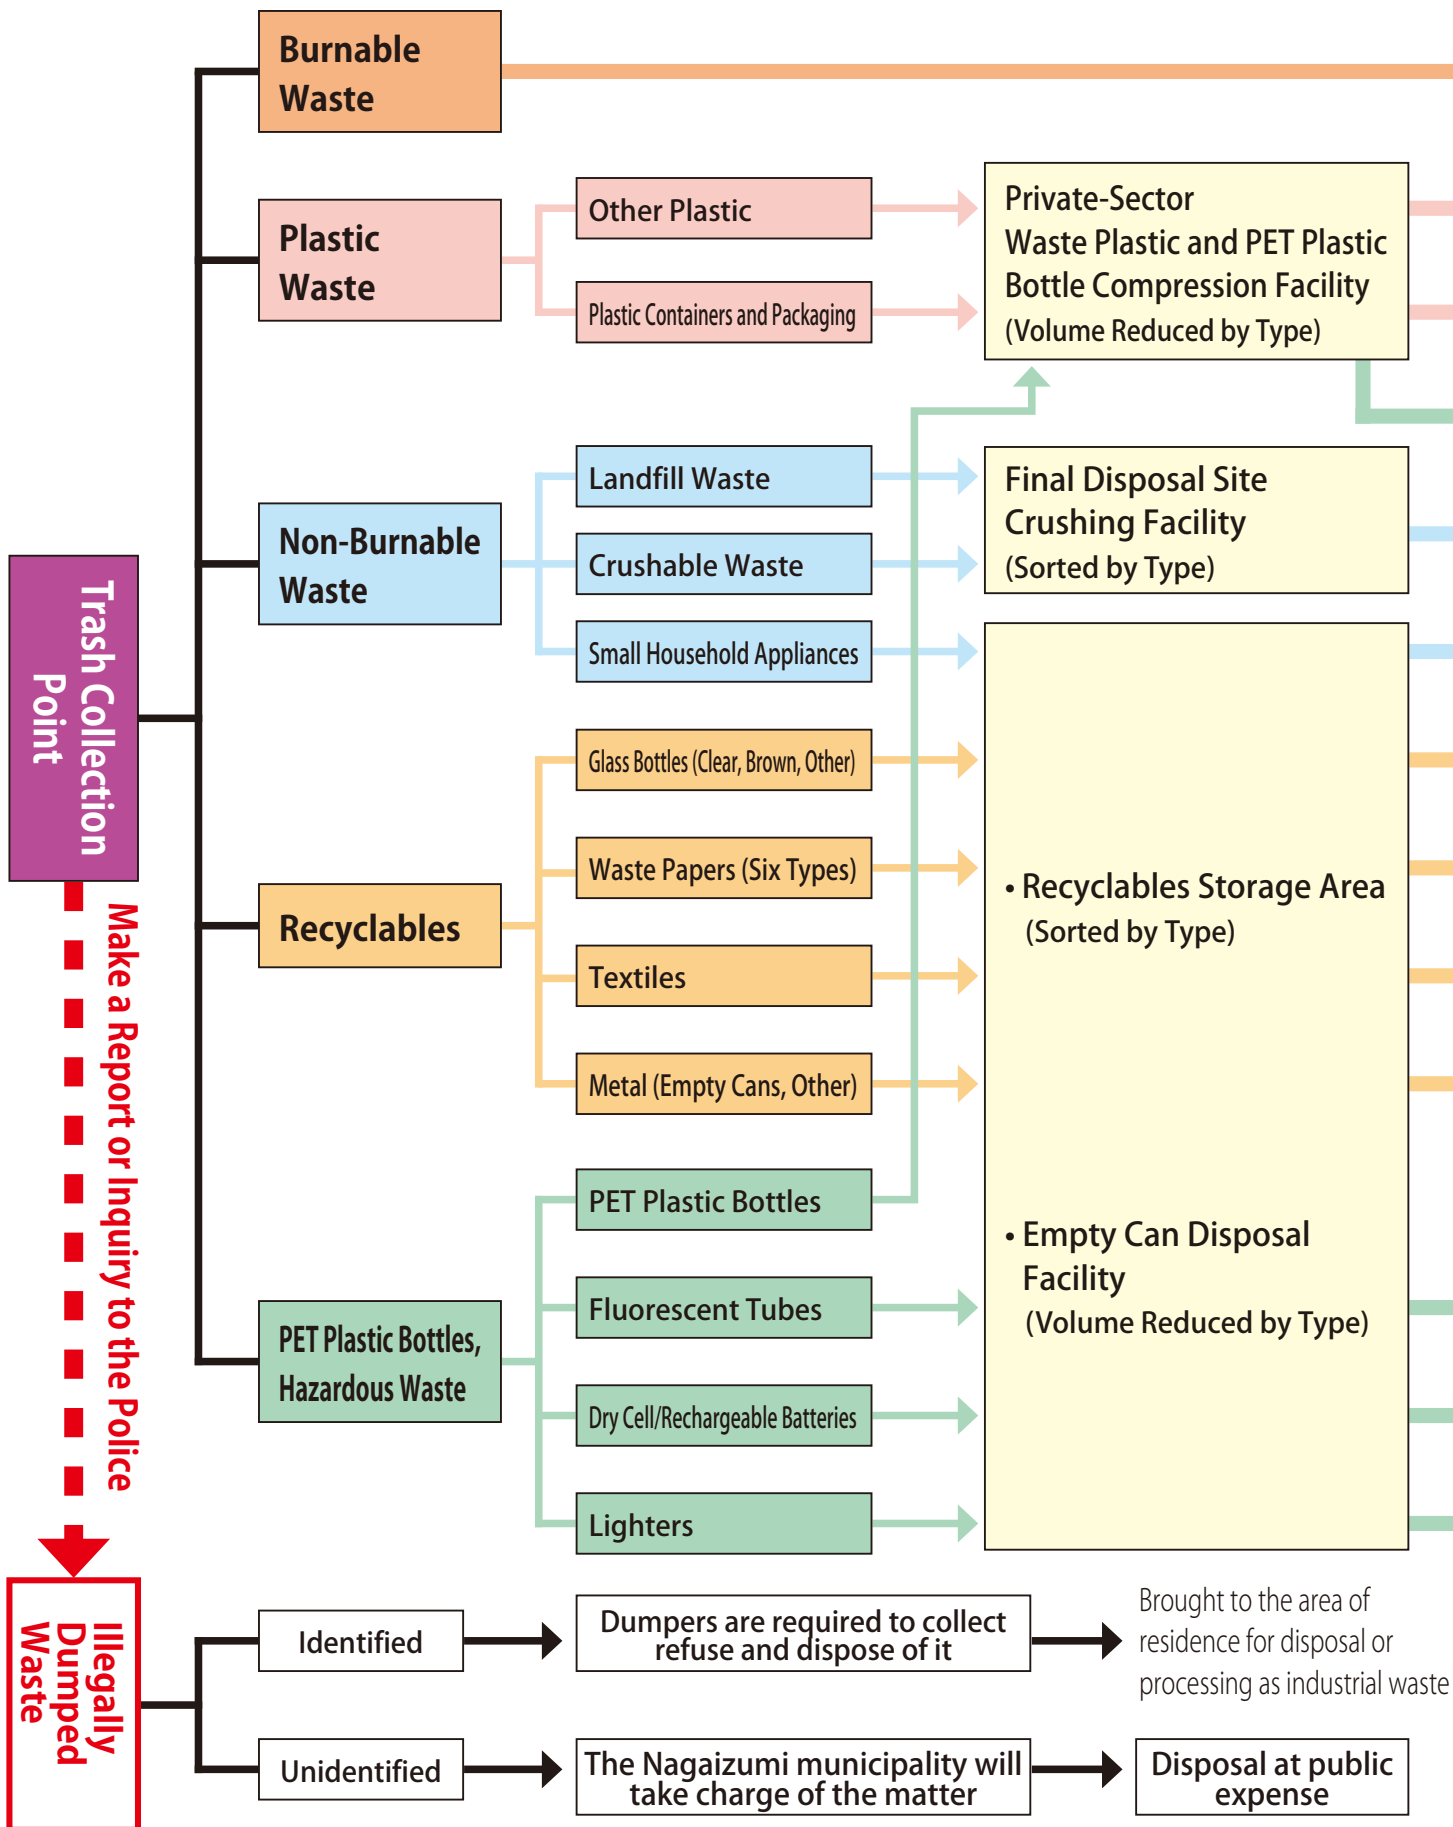 Burnable
Waste
Plastic
Waste
Other Plastic
Plastic Containers and Packaging
Private-Sector
Waste Plastic and PET Plastic
Bottle Compression Facility
(Volume Reduced by Type)
Non-Burnable
Waste
Landfill Waste
Crushable Waste
Small Household Appliances
Final Disposal Site
Crushing Facility
(Sorted by Type)
Trash Collection
Point
Recyclables
Glass Bottles (Clear, Brown, Other)
Waste Papers (Six Types)
Textiles
Metal (Empty Cans, Other)
• Recyclables Storage Area
(Sorted by Type)
• Empty Can Disposal
Facility
(Volume Reduced by Type)
PET Plastic Bottles,
Hazardous Waste
PET Plastic Bottles
Fluorescent Tubes
Dry Cell/Rechargeable Batteries
Lighters
Make a Report or Inquiry to the Police
Illegally
Dumped
Waste
Identified
Dumpers are required to collect
refuse and dispose of it
Brought to the area of
residence for disposal or
processing as industrial waste
Unidentified
The Nagaizumi municipality will
take charge of the matter
Disposal at public
expense